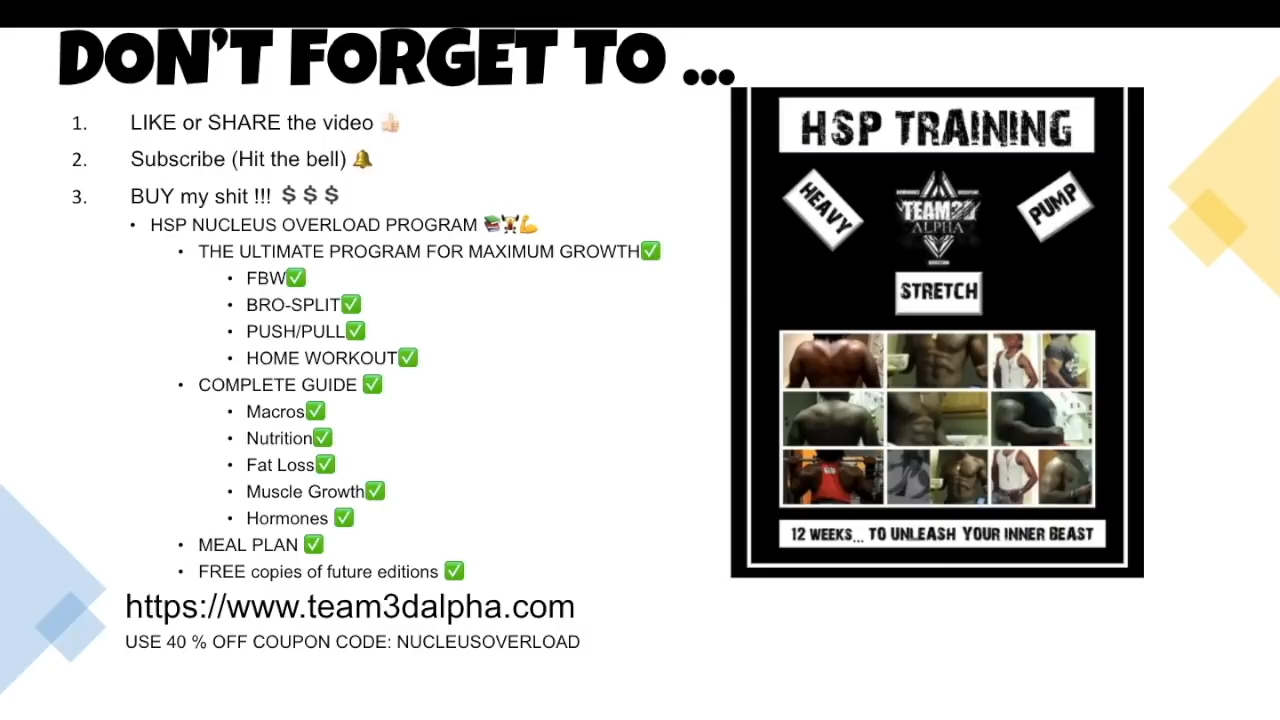 DON'T FORGET TO ...
1. LIKE or SHARE the video 👍🏻
2. Subscribe (Hit the bell) 🔔
3. BUY my shit !!! 💲💲💲
• HSP NUCLEUS OVERLOAD PROGRAM 📚🏋💪
• THE ULTIMATE PROGRAM FOR MAXIMUM GROWTH✅
• FBW✅
• BRO-SPLIT✅
• PUSH/PULL✅
• HOME WORKOUT✅
• COMPLETE GUIDE ✅
• Macros✅
• Nutrition✅
• Fat Loss✅
• Muscle Growth✅
• Hormones ✅
• MEAL PLAN ✅
• FREE copies of future editions ✅
https://www.team3dalpha.com
USE 40 % OFF COUPON CODE: NUCLEUSOVERLOAD
HSP TRAINING
HEAVY
TEAM3D
ALPHA
PUMP
STRETCH
12 WEEKS... TO UNLEASH YOUR INNER BEAST